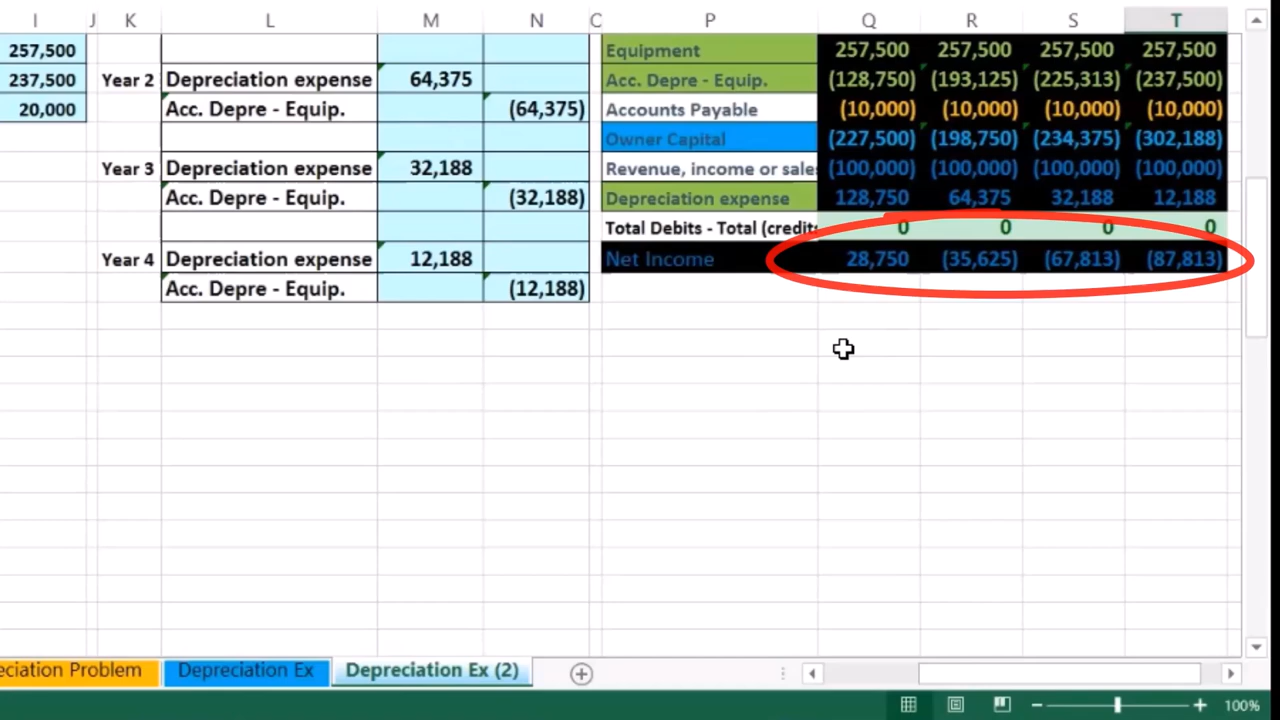 I J K L M N C P Q R S T
257,500 Equipment 257,500 257,500 257,500 257,500
237,500 Year 2 Depreciation expense 64,375 Acc. Depre - Equip. (128,750) (193,125) (225,313) (237,500)
20,000 Acc. Depre - Equip. (64,375) Accounts Payable (10,000) (10,000) (10,000) (10,000)
Owner Capital (227,500) (198,750) (234,375) (302,188)
Year 3 Depreciation expense 32,188 Revenue, income or sale (100,000) (100,000) (100,000) (100,000)
Acc. Depre - Equip. (32,188) Depreciation expense 128,750 64,375 32,188 12,188
Total Debits - Total (credits 0 0 0 0
Year 4 Depreciation expense 12,188 Net Income 28,750 (35,625) (67,813) (87,813)
Acc. Depre - Equip. (12,188)
eciation Problem Depreciation Ex Depreciation Ex (2)
100%